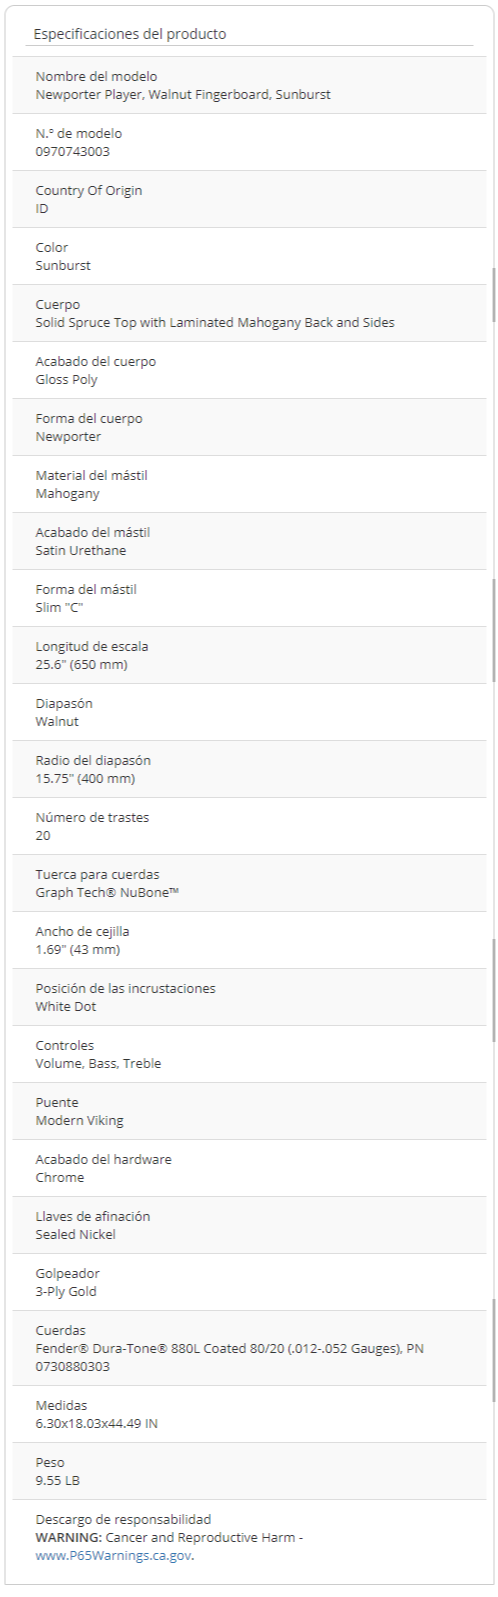 Especificaciones del producto
Nombre del modelo
Newporter Player, Walnut Fingerboard, Sunburst
N.º de modelo
0970743003
Country Of Origin
ID
Color
Sunburst
Cuerpo
Solid Spruce Top with Laminated Mahogany Back and Sides
Acabado del cuerpo
Gloss Poly
Forma del cuerpo
Newporter
Material del mástil
Mahogany
Acabado del mástil
Satin Urethane
Forma del mástil
Slim "C"
Longitud de escala
25.6" (650 mm)
Diapasón
Walnut
Radio del diapasón
15.75" (400 mm)
Número de trastes
20
Tuerca para cuerdas
Graph Tech® NuBone™
Ancho de cejilla
1.69" (43 mm)
Posición de las incrustaciones
White Dot
Controles
Volume, Bass, Treble
Puente
Modern Viking
Acabado del hardware
Chrome
Llaves de afinación
Sealed Nickel
Golpeador
3-Ply Gold
Cuerdas
Fender® Dura-Tone® 880L Coated 80/20 (.012-.052 Gauges), PN
0730880303
Medidas
6.30x18.03x44.49 IN
Peso
9.55 LB
Descargo de responsabilidad
WARNING: Cancer and Reproductive Harm -
www.P65Warnings.ca.gov.